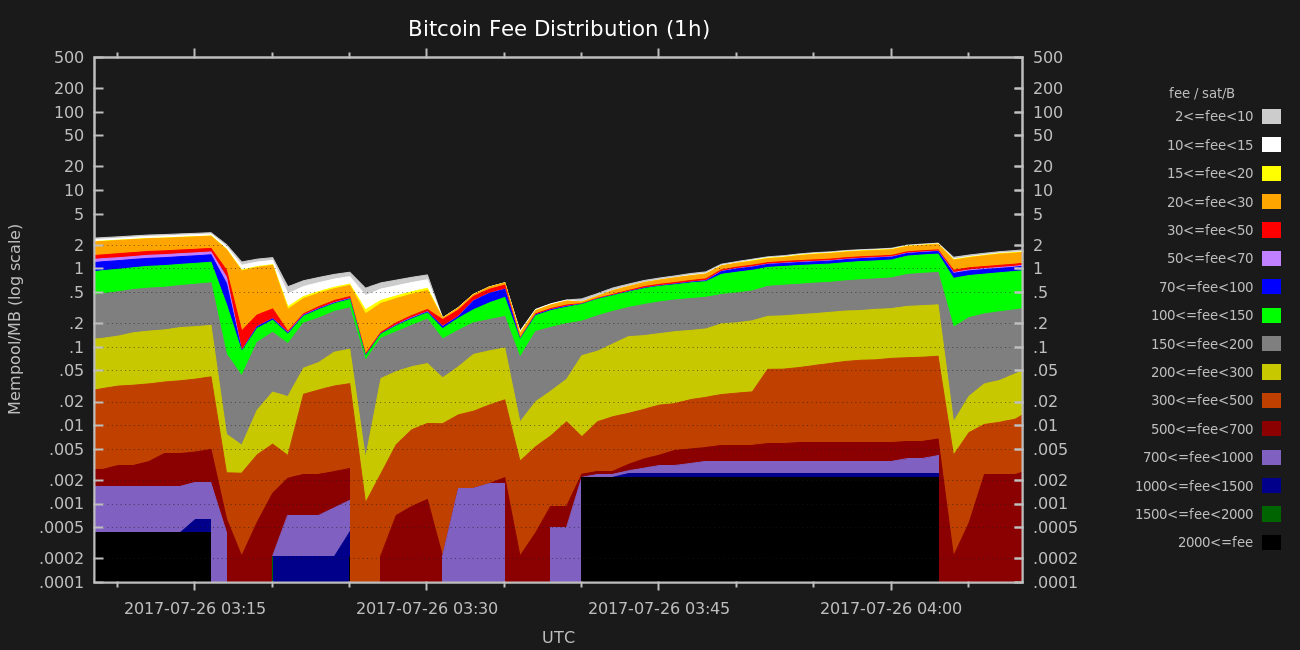 Bitcoin Fee Distribution (1h)
500 500
200 200
100 100
50 50
20 20
10 10
5 5
2 2
1 1
.5 .5
.2 .2
.1 .1
.05 .05
.02 .02
.01 .01
.005 .005
.002 .002
.001 .001
.0005 .0005
.0002 .0002
.0001 .0001
Mempool/MB (log scale)
2017-07-26 03:15 2017-07-26 03:30 2017-07-26 03:45 2017-07-26 04:00
UTC
fee / sat/B
2<=fee<10
10<=fee<15
15<=fee<20
20<=fee<30
30<=fee<50
50<=fee<70
70<=fee<100
100<=fee<150
150<=fee<200
200<=fee<300
300<=fee<500
500<=fee<700
700<=fee<1000
1000<=fee<1500
1500<=fee<2000
2000<=fee